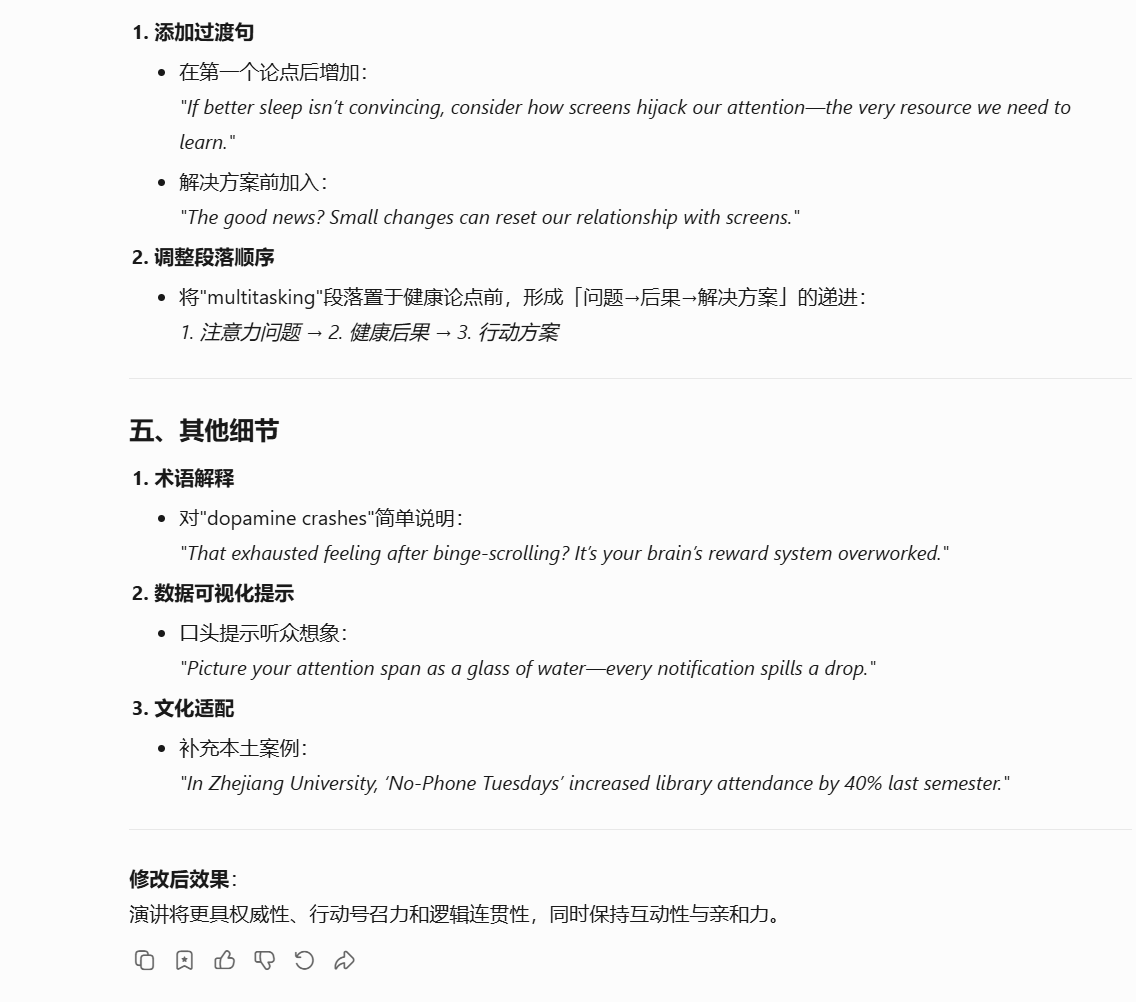 1. 添加过渡句
• 在第一个论点后增加：
"If better sleep isn’t convincing, consider how screens hijack our attention—the very resource we need to
learn."
• 解决方案前加入：
"The good news? Small changes can reset our relationship with screens."
2. 调整段落顺序
• 将"multitasking"段落置于健康论点前，形成「问题→后果→解决方案」的递进：
1. 注意力问题 → 2. 健康后果 → 3. 行动方案
五、其他细节
1. 术语解释
• 对"dopamine crashes"简单说明：
"That exhausted feeling after binge-scrolling? It’s your brain’s reward system overworked."
2. 数据可视化提示
• 口头提示听众想象：
"Picture your attention span as a glass of water—every notification spills a drop."
3. 文化适配
• 补充本土案例：
"In Zhejiang University, ‘No-Phone Tuesdays’ increased library attendance by 40% last semester."
修改后效果：
演讲将更具权威性、行动号召力和逻辑连贯性，同时保持互动性与亲和力。